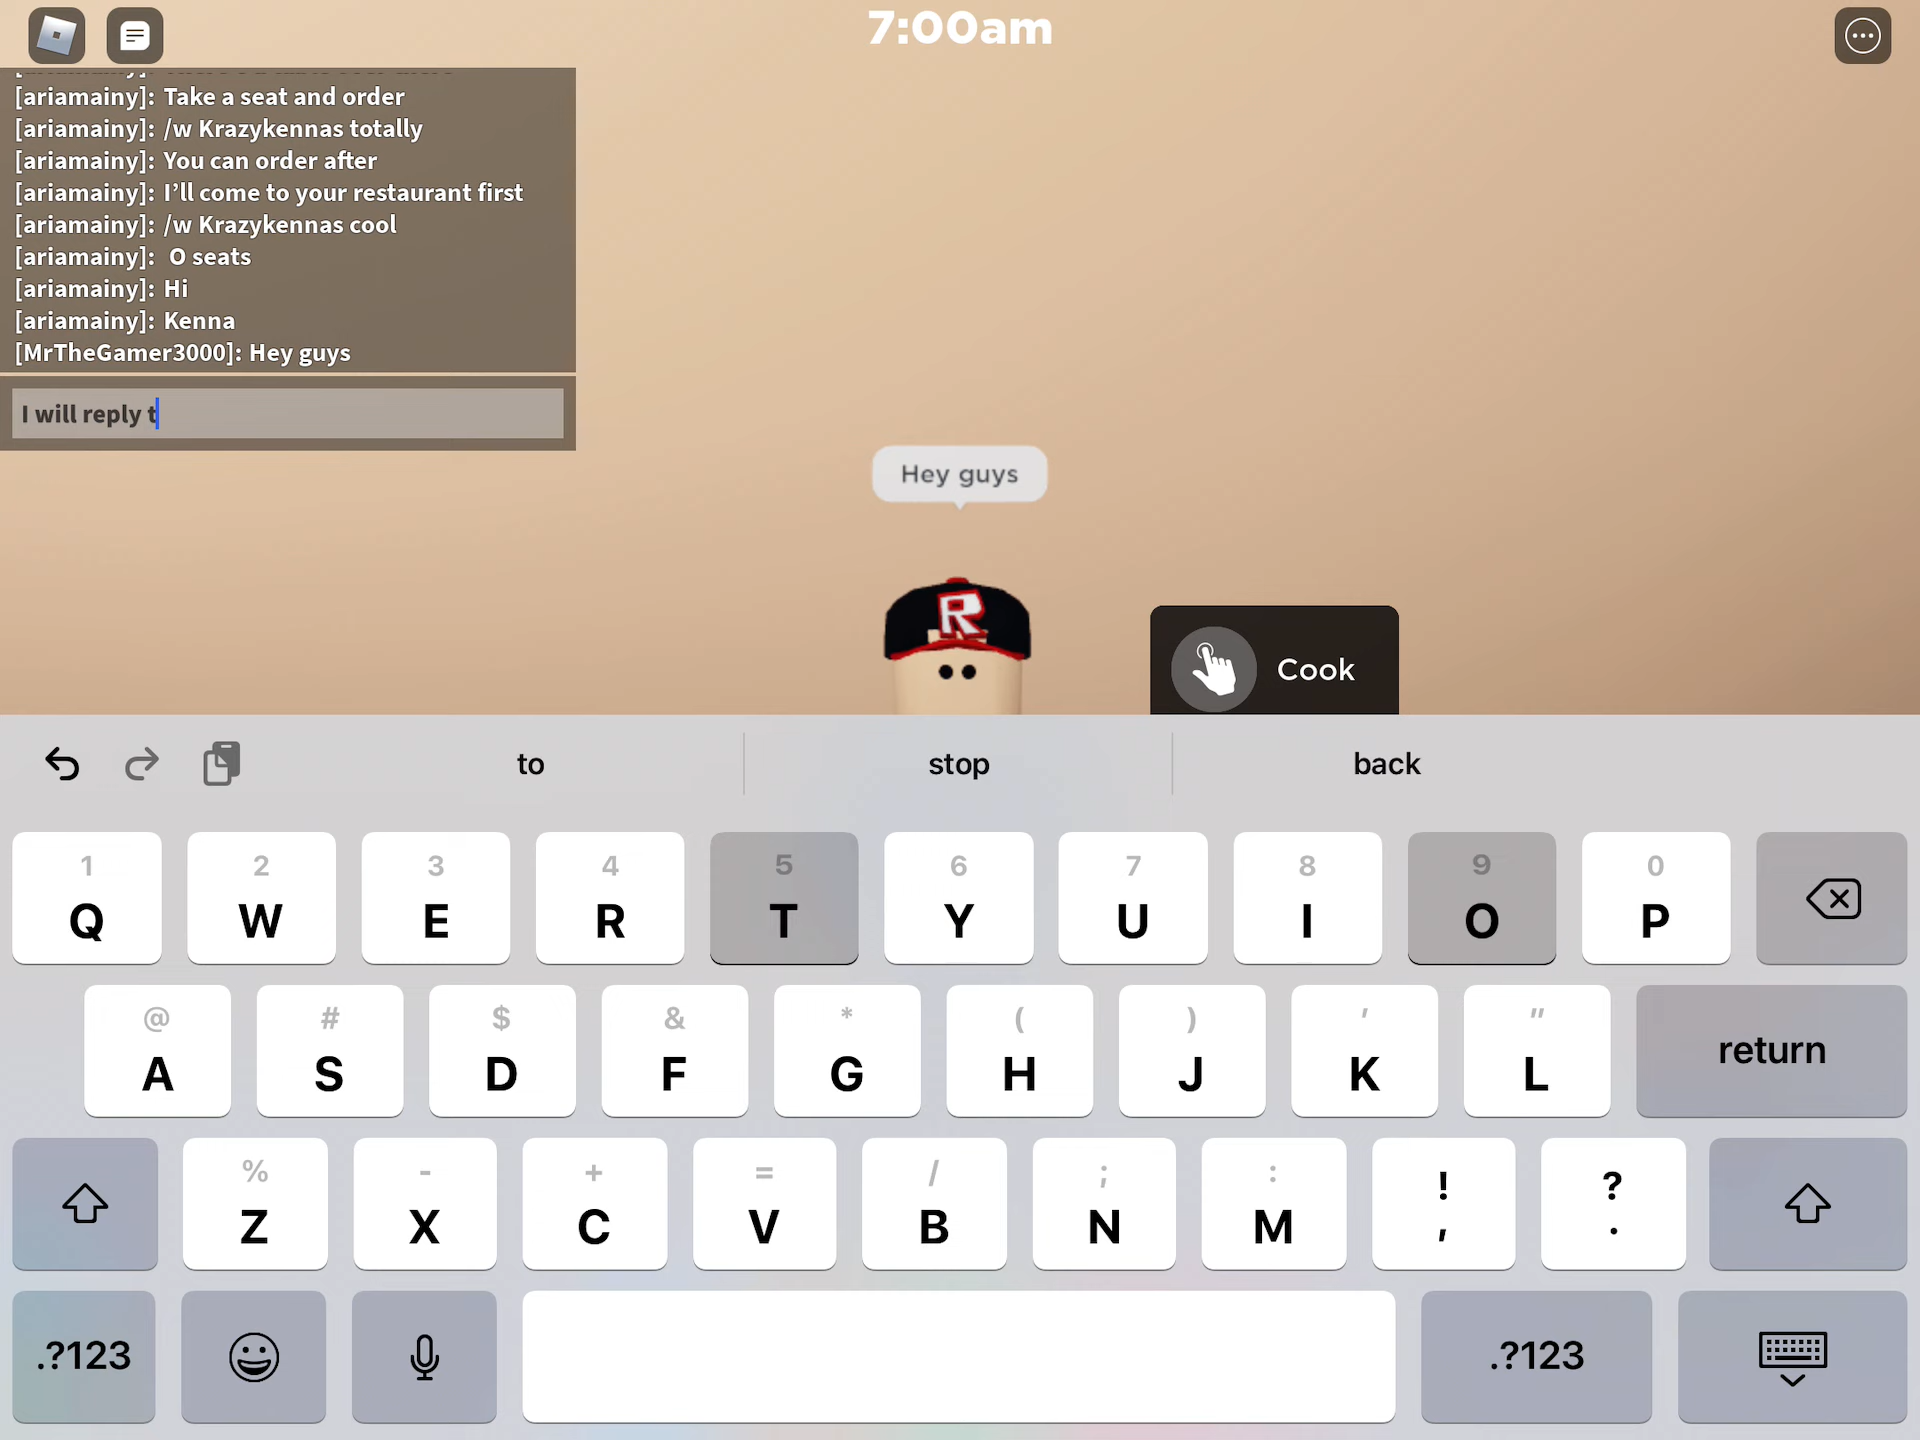 7:00am
[ariamainy]: Take a seat and order
[ariamainy]: /w Krazykennas totally
[ariamainy]: You can order after
[ariamainy]: I’ll come to your restaurant first
[ariamainy]: /w Krazykennas cool
[ariamainy]: O seats
[ariamainy]: Hi
[ariamainy]: Kenna
[MrTheGamer3000]: Hey guys
I will reply t
Hey guys
R
Cook
to stop back
1 2 3 4 5 6 7 8 9 0
Q W E R T Y U I O P
@ # $ & * ( ) ' "
A S D F G H J K L return
% - + = / ; : ! ?
Z X C V B N M , .
.?123 .?123